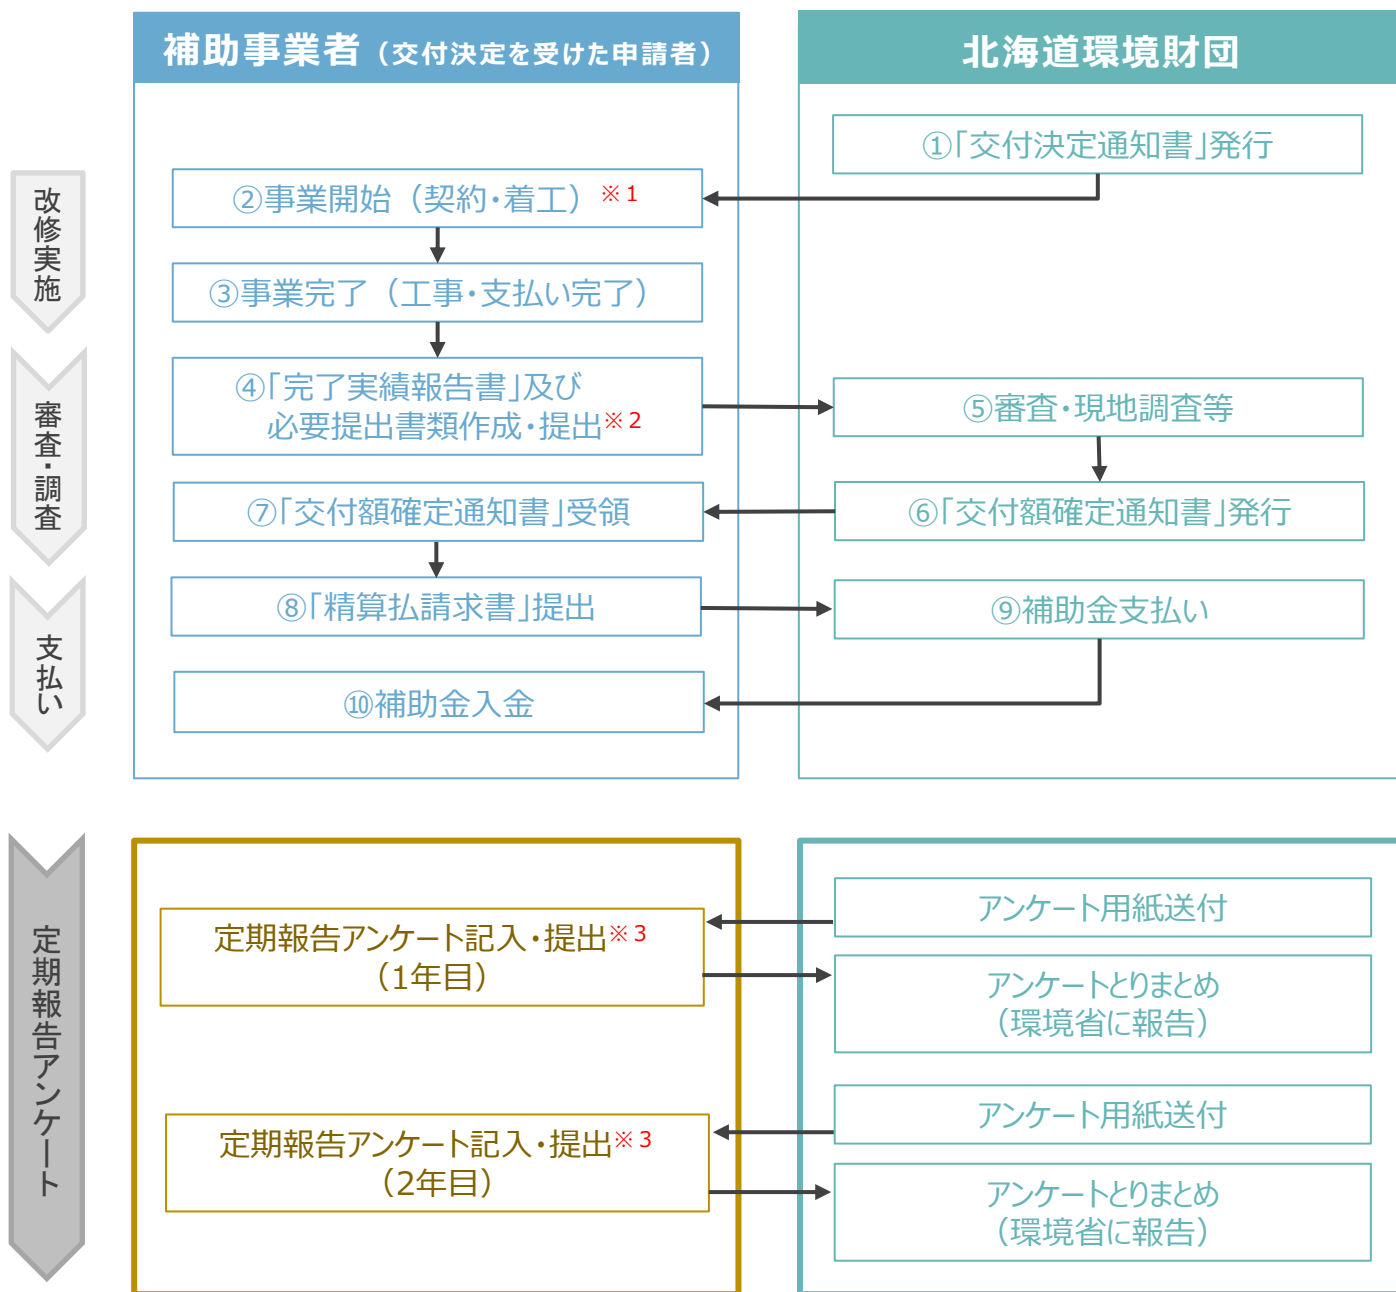 補助事業者（交付決定を受けた申請者）
北海道環境財団
改修実施
①「交付決定通知書」発行
②事業開始（契約・着工）※1
③事業完了（工事・支払い完了）
審査・調査
④「完了実績報告書」及び
必要提出書類作成・提出※2
⑤審査・現地調査等
⑥「交付額確定通知書」発行
⑦「交付額確定通知書」受領
支払い
⑧「精算払請求書」提出
⑨補助金支払い
⑩補助金入金
定期報告アンケート
アンケート用紙送付
定期報告アンケート記入・提出※3
（1年目）
アンケートとりまとめ
（環境省に報告）
アンケート用紙送付
定期報告アンケート記入・提出※3
（2年目）
アンケートとりまとめ
（環境省に報告）